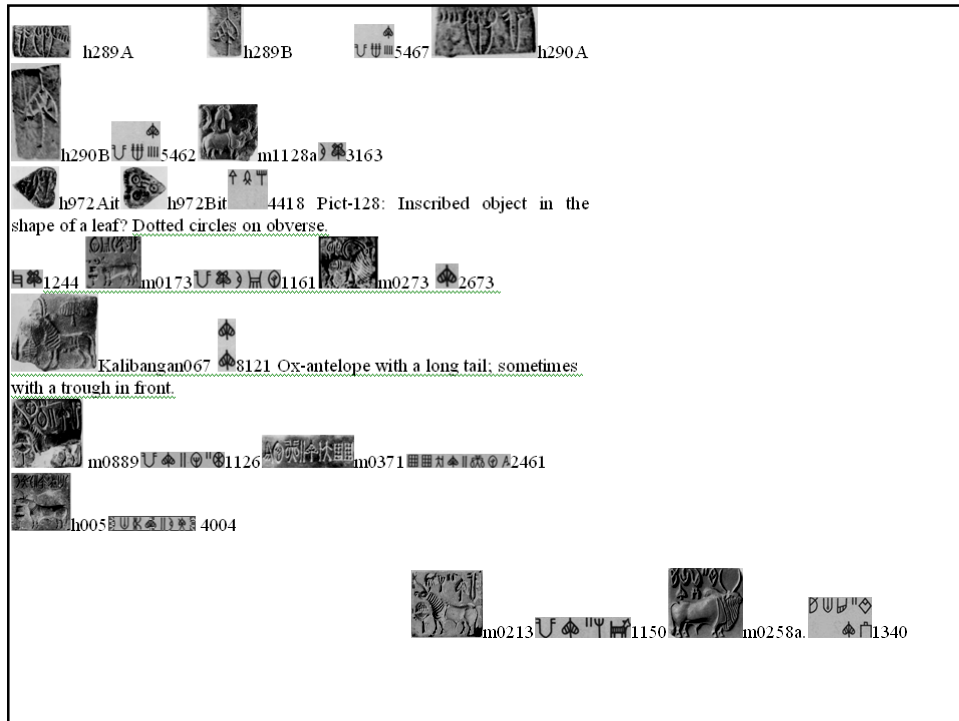 h289A h289B 5467 h290A
h290B 5462 m1128a 3163
h972Ait h972Bit 4418 Pict-128: Inscribed object in the
shape of a leaf? Dotted circles on obverse.
1244 m0173 1161 m0273 2673
Kalibangan067 8121 Ox-antelope with a long tail; sometimes
with a trough in front.
m0889 1126 m0371 2461
h005 4004
m0213 1150 m0258a. 1340